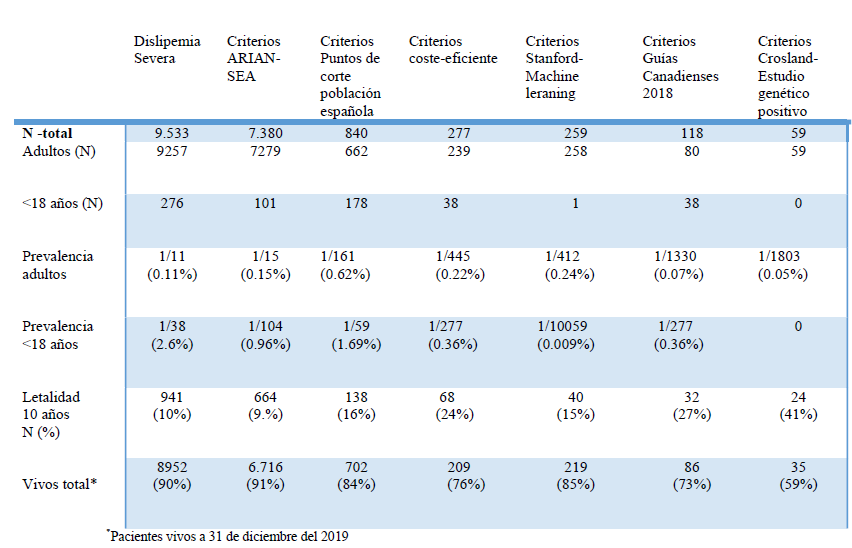 Dislipemia Severa	Criterios ARIAN-SEA	Criterios Puntos de corte población española	Criterios coste-eficiente	Criterios Stanford-Machine leraning	Criterios Guías Canadienses 2018	Criterios Crosland-Estudio genético positivo
N -total	9.533	7.380	840	277	259	118	59
Adultos (N)	9257	7279	662	239	258	80	59
<18 años (N)	276	101	178	38	1	38	0
Prevalencia	1/11	1/15	1/161	1/445	1/412	1/1330	1/1803
adultos	(0.11%)	(0.15%)	(0.62%)	(0.22%)	(0.24%)	(0.07%)	(0.05%)
Prevalencia	1/38	1/104	1/59	1/277	1/10059	1/277	0
<18 años	(2.6%)	(0.96%)	(1.69%)	(0.36%)	(0.009%)	(0.36%)
Letalidad	941	664	138	68	40	32	24
10 años	(10%)	(9.%)	(16%)	(24%)	(15%)	(27%)	(41%)
N (%)
8952	6.716	702	209	219	86	35
Vivos total*	(90%)	(91%)	(84%)	(76%)	(85%)	(73%)	(59%)
*Pacientes vivos a 31 de diciembre del 2019